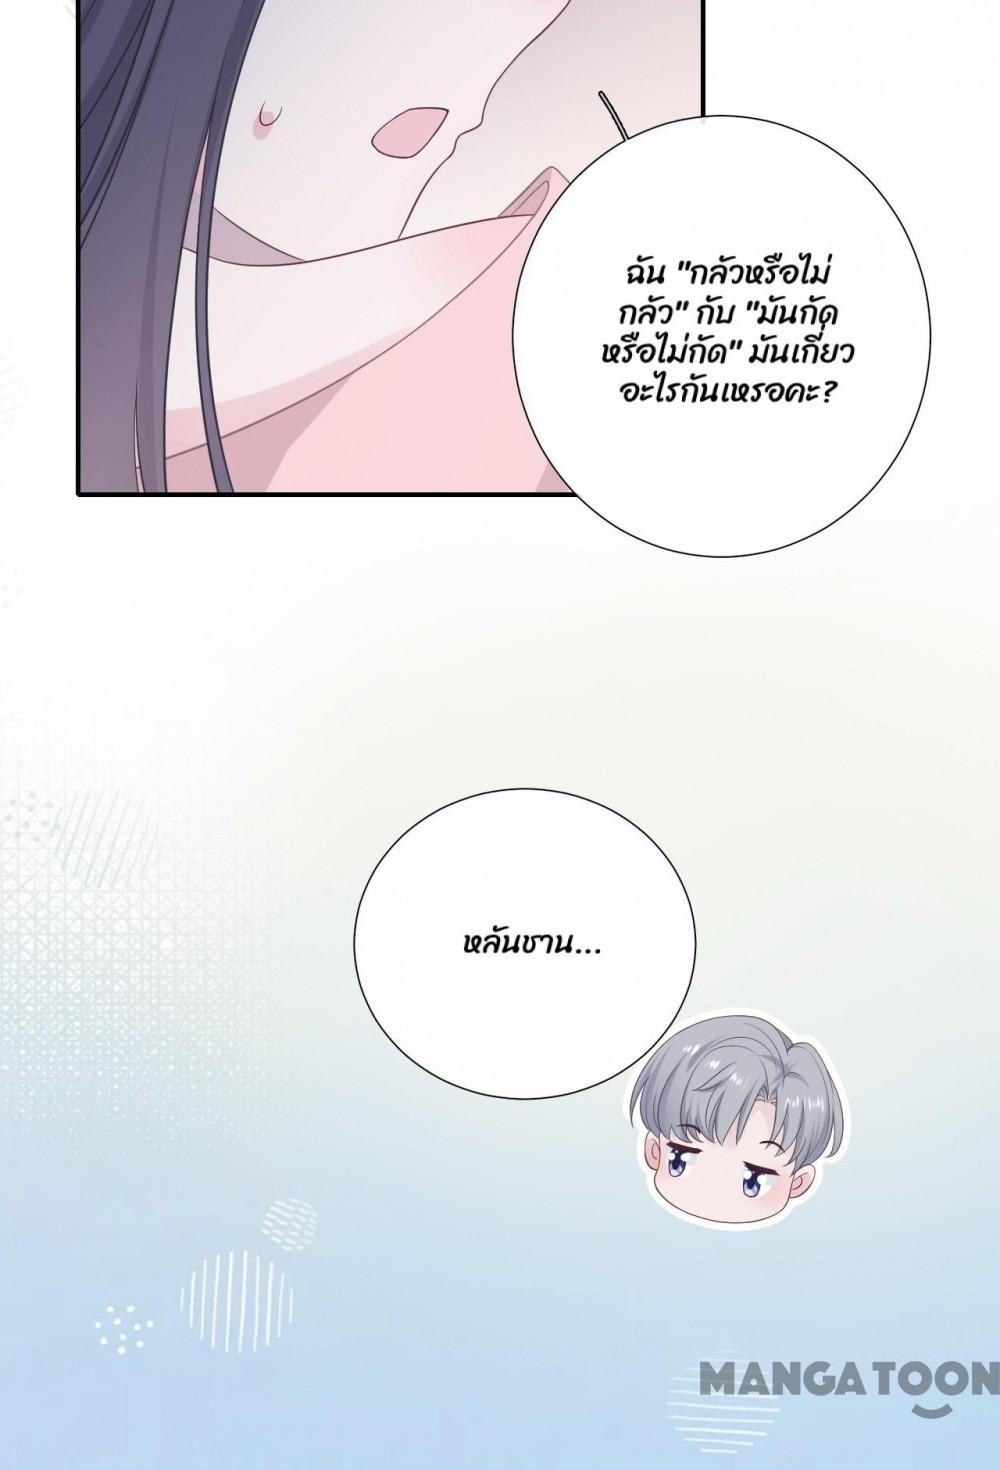 ฉัน "กลัวหรือไม่
กลัว" กับ "มันกัด
หรือไม่กัด" มันเกี่ยว
อะไรกันเหรอคะ?
หลันชาน...
MANGATOON